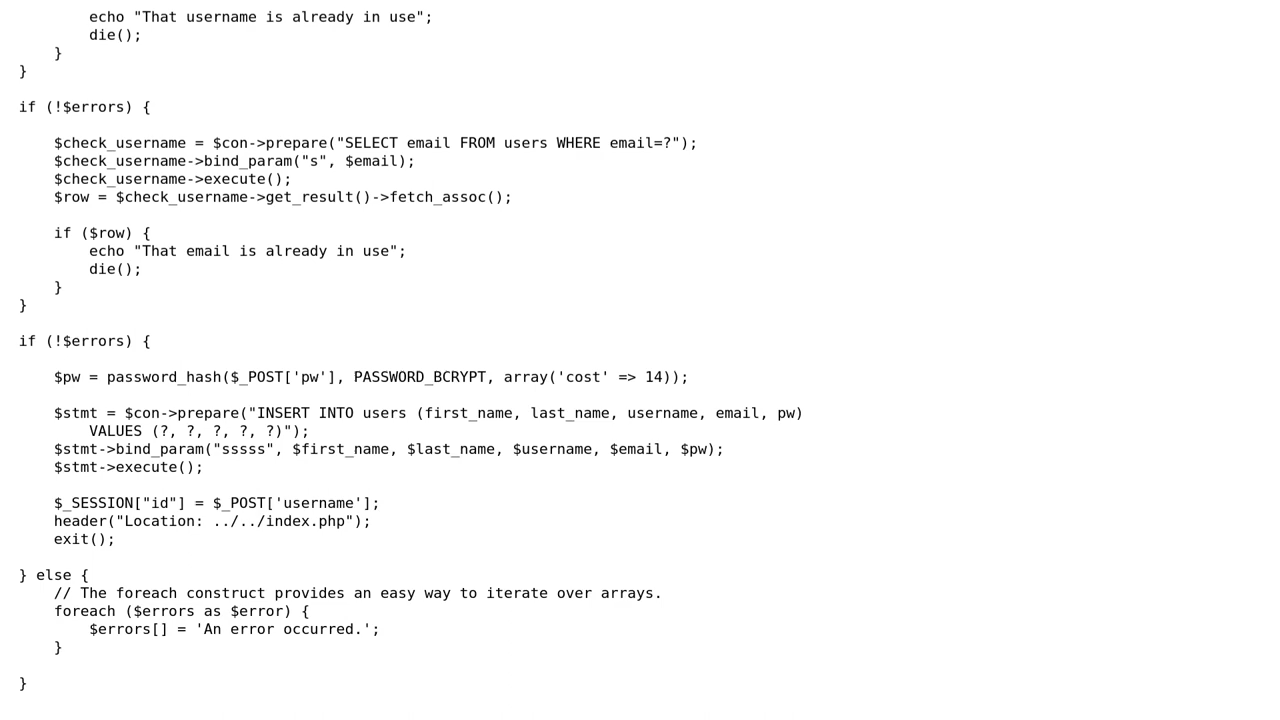 echo "That username is already in use";
        die();
    }
}

if (!$errors) {

    $check_username = $con->prepare("SELECT email FROM users WHERE email=?");
    $check_username->bind_param("s", $email);
    $check_username->execute();
    $row = $check_username->get_result()->fetch_assoc();

    if ($row) {
        echo "That email is already in use";
        die();
    }
}

if (!$errors) {

    $pw = password_hash($_POST['pw'], PASSWORD_BCRYPT, array('cost' => 14));

    $stmt = $con->prepare("INSERT INTO users (first_name, last_name, username, email, pw)
        VALUES (?, ?, ?, ?, ?)");
    $stmt->bind_param("sssss", $first_name, $last_name, $username, $email, $pw);
    $stmt->execute();

    $_SESSION["id"] = $_POST['username'];
    header("Location: ../../index.php");
    exit();

} else {
    // The foreach construct provides an easy way to iterate over arrays.
    foreach ($errors as $error) {
        $errors[] = 'An error occurred.';
    }

}